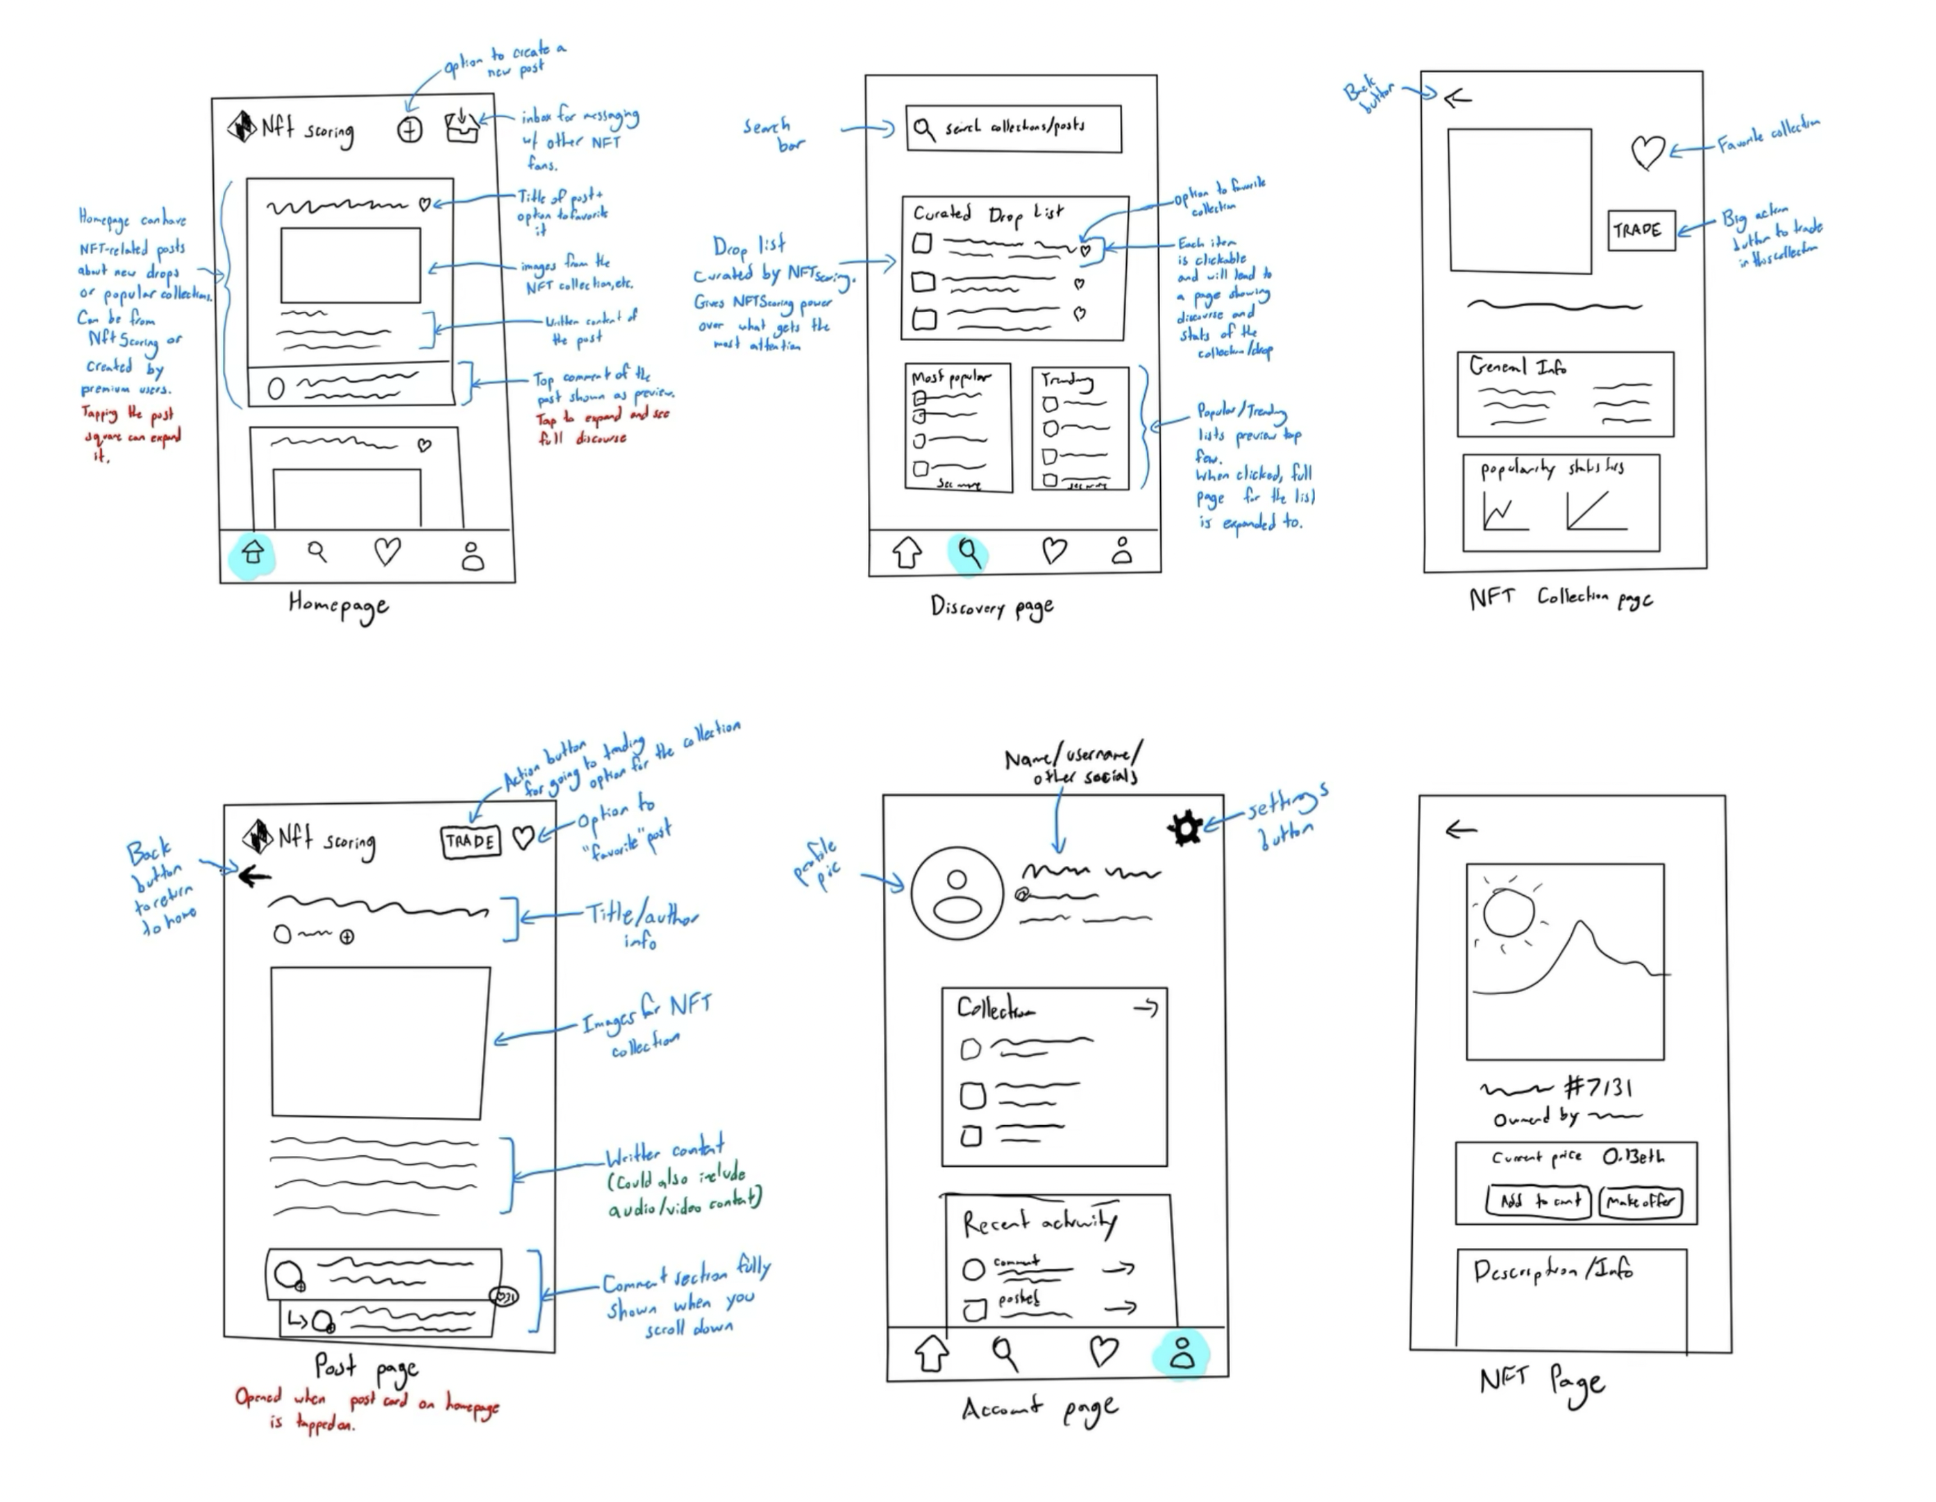 option to create a
new post
Nft scoring
inbox for messaging
w/ other NFT
fans.
Homepage can have
NFT-related posts
about new drops
or popular collections.
Can be from
Nft Scoring or
created by
premium users.
Tapping the post
square can expand
it.
Title of post +
option to favorite
it
images from the
NFT collection, etc.
Written content of
the post
Top comment of the
post shown as preview.
Tap to expand and see
full discourse
Homepage
search
bar
search collections/posts
Drop list
Curated by NFTScoring.
Gives NFTScoring power
over what gets the
most attention
Curated Drop List
option to favorite
collection
Each item
is clickable
and will lead to
a page showing
discourse and
stats of the
collection/drop
Most popular
see more
Trending
see more
Popular/Trending
lists preview top
few.
When clicked, full
page for the list
is expanded to.
Discovery page
Back
button
Favorite collection
TRADE
Big action
button to trade
in this collection
General Info
popularity statistics
NFT Collection page
Action button
for going to trading
option for the collection
Nft scoring
TRADE
Option to
"favorite" post
Back
button
to return
to home
Title/author
info
Images for NFT
collection
Written content
(Could also include
audio/video content)
Comment section fully
shown when you
scroll down
Post page
Opened when post card on homepage
is tapped on.
Name/username/
other socials
settings
button
profile
pic
Collection
Recent activity
comment
posted
Account page
#7131
Owned by
Current price 0.13eth
Add to cart
Make offer
Description/Info
NFT Page